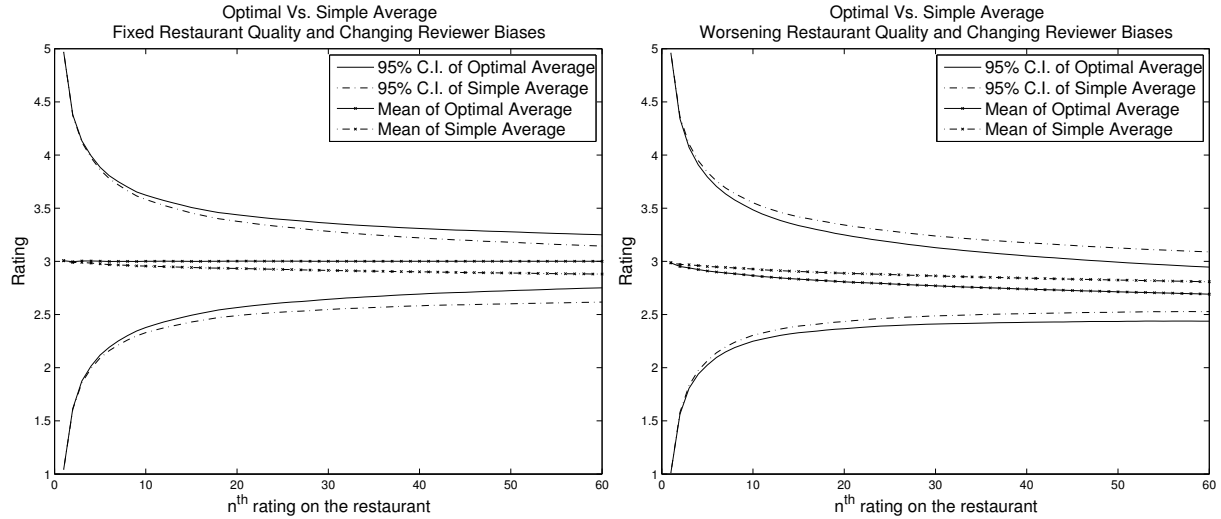 Optimal Vs. Simple Average
Fixed Restaurant Quality and Changing Reviewer Biases
5
4.5
4
3.5
3
2.5
2
1.5
1
Rating
95% C.I. of Optimal Average
95% C.I. of Simple Average
Mean of Optimal Average
Mean of Simple Average
0 10 20 30 40 50 60
nth rating on the restaurant
Optimal Vs. Simple Average
Worsening Restaurant Quality and Changing Reviewer Biases
5
4.5
4
3.5
3
2.5
2
1.5
1
Rating
95% C.I. of Optimal Average
95% C.I. of Simple Average
Mean of Optimal Average
Mean of Simple Average
0 10 20 30 40 50 60
nth rating on the restaurant